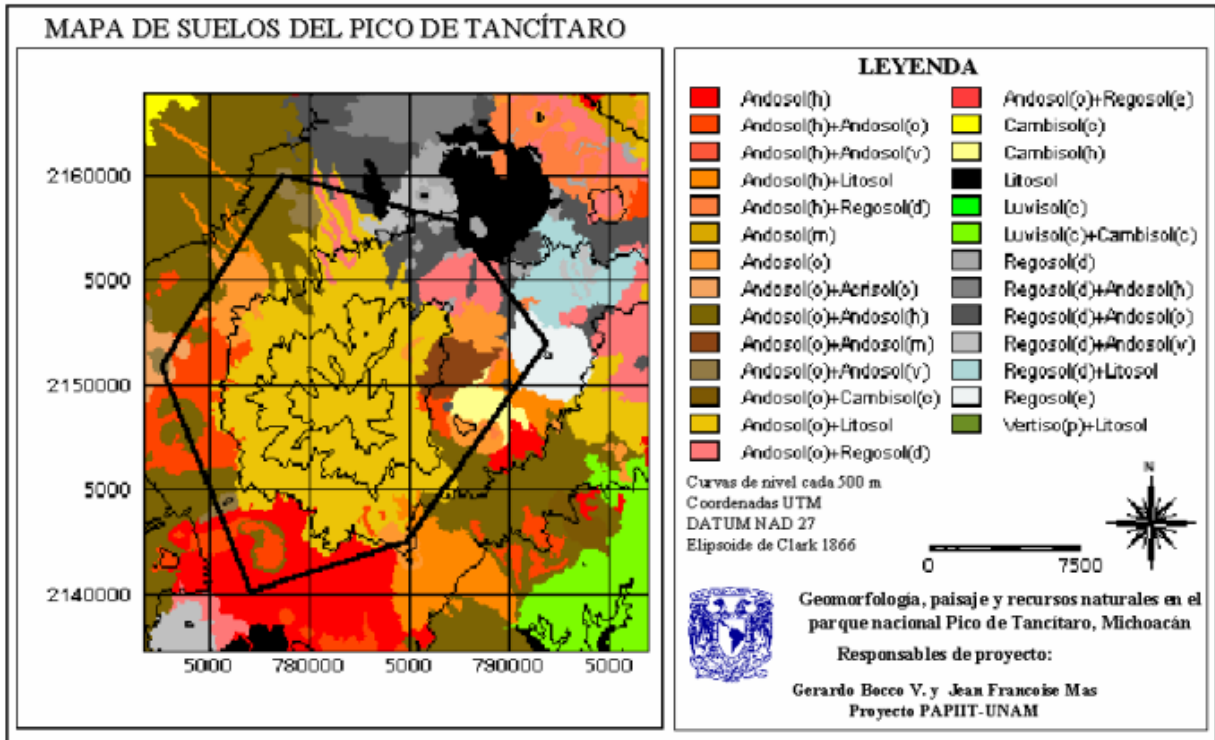 MAPA DE SUELOS DEL PICO DE TANCÍTARO
2160000
5000
2150000
5000
2140000
5000
7800000
5000
7900000
5000
LEYENDA
Andosol(h)
Andosol(h)+Andosol(o)
Andosol(h)+Andosol(v)
Andosol(h)+Litosol
Andosol(h)+Regosol(d)
Andosol(m)
Andosol(o)
Andosol(o)+Acrisol(o)
Andosol(o)+Andosol(h)
Andosol(o)+Andosol(m)
Andosol(o)+Andosol(v)
Andosol(o)+Cambisol(e)
Andosol(o)+Litosol
Andosol(o)+Regosol(d)
Andosol(o)+Regosol(e)
Cambisol(c)
Cambisol(h)
Litosol
Luvisol(c)
Luvisol(c)+Cambisol(c)
Regosol(d)
Regosol(d)+Andosol(h)
Regosol(d)+Andosol(o)
Regosol(d)+Andosol(v)
Regosol(d)+Litosol
Regosol(e)
Vertiso(p)+Litosol
Curvas de nivel cada 500 m
Coordenadas UTM
DATUM NAD 27
Elipsoide de Clark 1866
N
0 7500
Geomorfología, paisaje y recursos naturales en el
parque nacional Pico de Tancítaro, Michoacán
Responsables de proyecto:
Gerardo Bocco V. y Jean Francoise Mas
Proyecto PAPIIT-UNAM